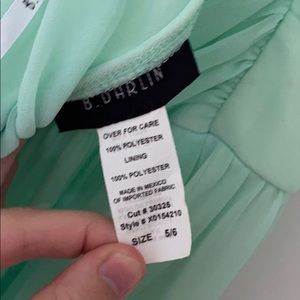 B. DARLIN
OVER FOR CARE
100% POLYESTER
LINING
100% POLYESTER
MADE IN MEXICO
OF IMPORTED FABRIC
Cut # 30325
Style # X0154210
SIZE 5/6